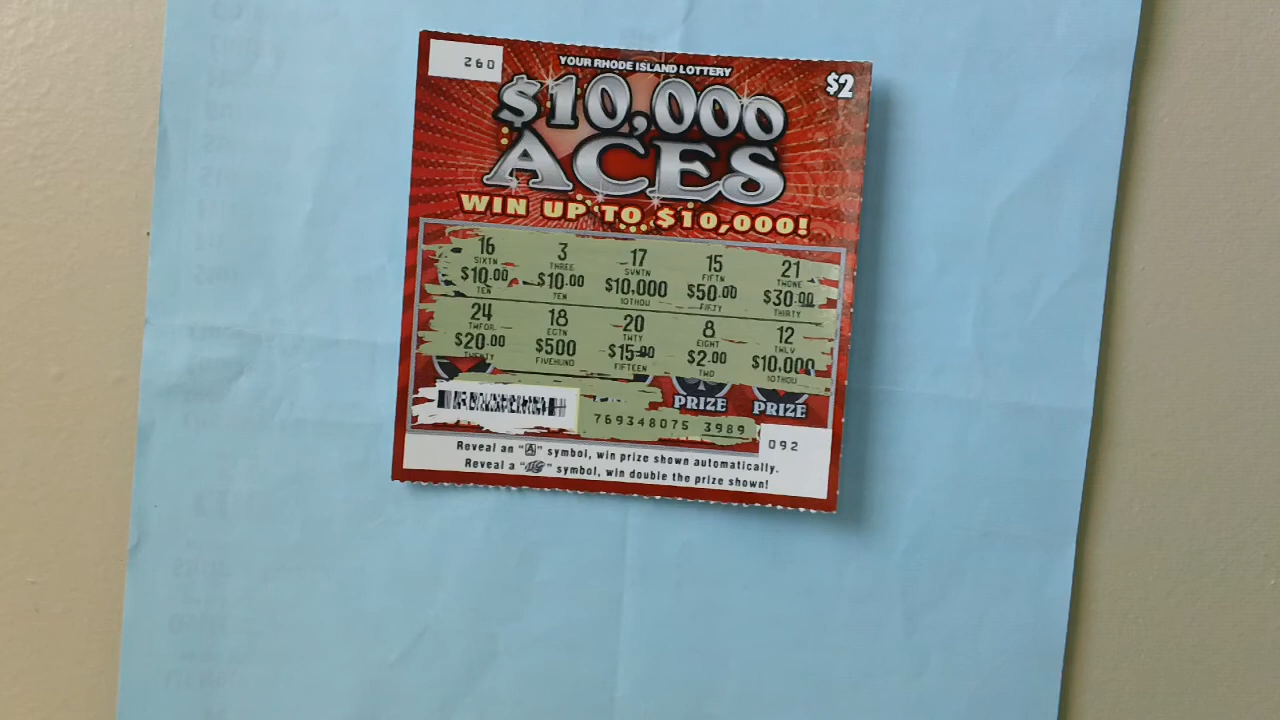 260
YOUR RHODE ISLAND LOTTERY
$2
$10,000
ACES
WIN UP TO $10,000!
16 3 17 15 21
SIXTN THREE SVNTN FIFTN TWONE
$10.00 $10.00 $10,000 $50.00 $30.00
TEN TEN 10THOU FIFTY THIRTY
24 18 20 8 12
TWFOR EGTN TWTY EIGHT TWLV
$20.00 $500 $15.00 $2.00 $10,000
TWENTY FIVEHUND FIFTEEN TWO 10THOU
PRIZE PRIZE
769348075 3989
092
Reveal an "A" symbol, win prize shown automatically.
Reveal a "" symbol, win double the prize shown!